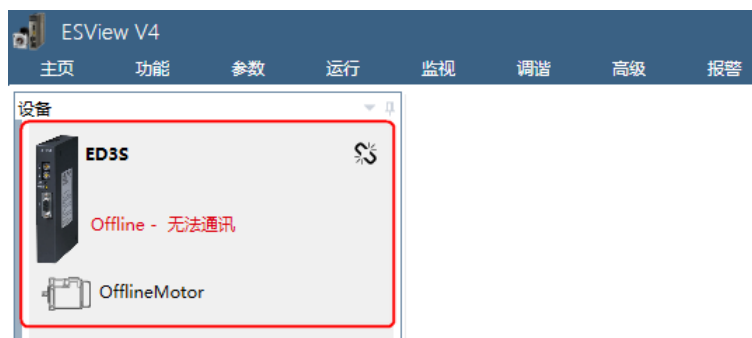 ESView V4
主页 功能 参数 运行 监视 调谐 高级 报警
设备
ED3S
Offline - 无法通讯
OfflineMotor